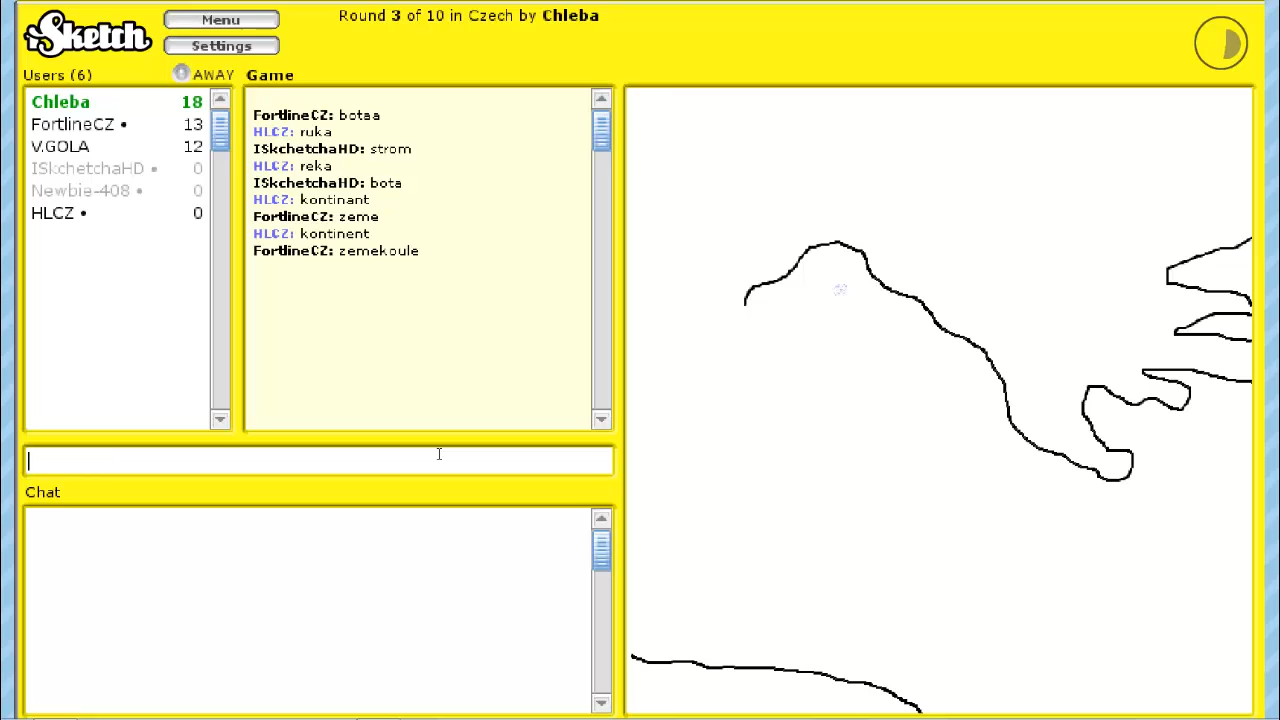 iSketch
Menu
Settings
Round 3 of 10 in Czech by Chleba
Users (6)
AWAY
Game
Chleba 18
FortlineCZ • 13
V.GOLA 12
ISkchetchaHD • 0
Newbie-408 • 0
HLCZ • 0
FortlineCZ: botaa
HLCZ: ruka
ISkchetchaHD: strom
HLCZ: reka
ISkchetchaHD: bota
HLCZ: kontinant
FortlineCZ: zeme
HLCZ: kontinent
FortlineCZ: zemekoule
Chat